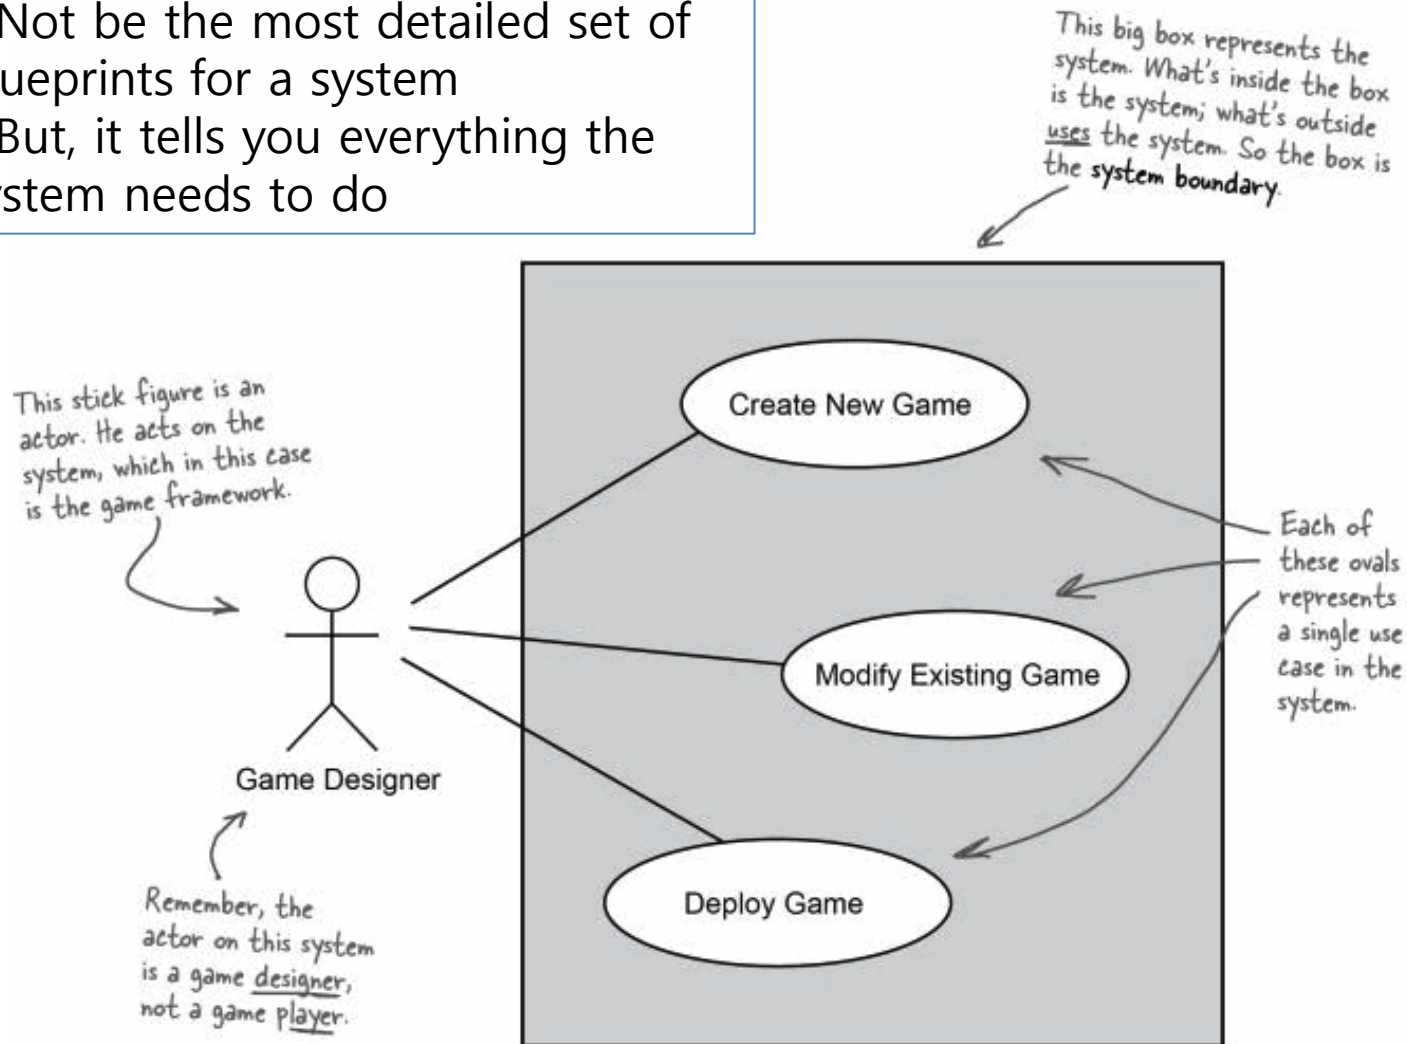 Not be the most detailed set of
ueprints for a system
But, it tells you everything the
stem needs to do
This big box represents the
system. What's inside the box
is the system; what's outside
uses the system. So the box is
the system boundary.
This stick figure is an
actor. He acts on the
system, which in this case
is the game framework.
Create New Game
Each of
these ovals
represents
a single use
case in the
system.
Modify Existing Game
Game Designer
Deploy Game
Remember, the
actor on this system
is a game designer,
not a game player.